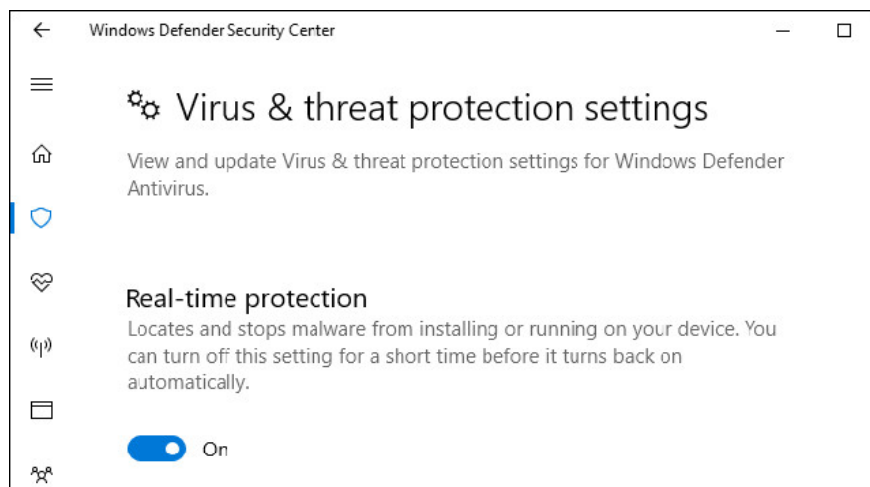 Windows Defender Security Center
Virus & threat protection settings
View and update Virus & threat protection settings for Windows Defender
Antivirus.
Real-time protection
Locates and stops malware from installing or running on your device. You
can turn off this setting for a short time before it turns back on
automatically.
On